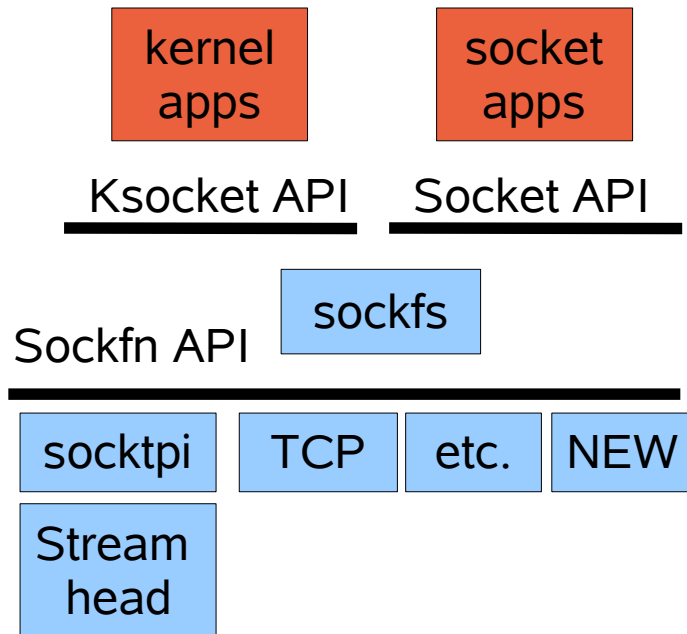 kernel
apps
socket
apps
Ksocket API
Socket API
sockfs
Sockfn API
socktpi
TCP
etc.
NEW
Stream
head